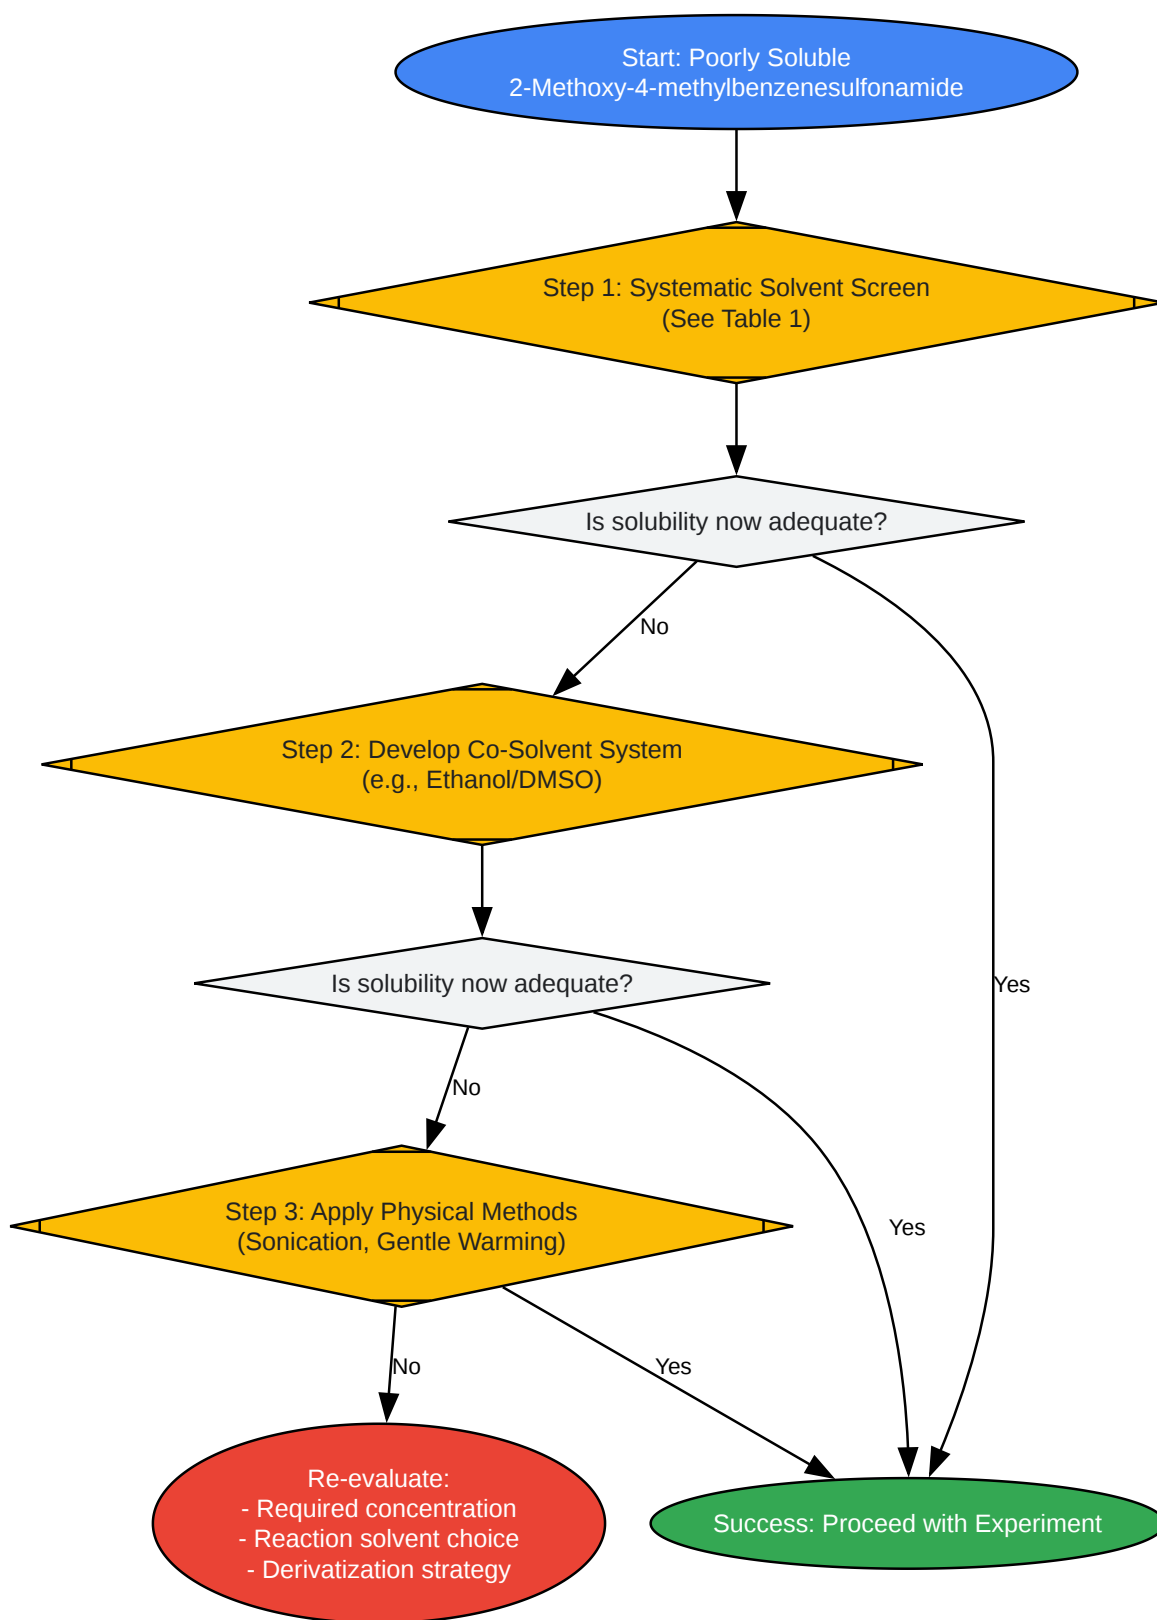 Start: Poorly Soluble
2-Methoxy-4-methylbenzenesulfonamide
Step 1: Systematic Solvent Screen
(See Table 1)
Is solubility now adequate?
No
Step 2: Develop Co-Solvent System
(e.g., Ethanol/DMSO)
Is solubility now adequate?
Yes
No
Step 3: Apply Physical Methods
(Sonication, Gentle Warming)
Yes
No
Yes
Re-evaluate:
- Required concentration
- Reaction solvent choice
- Derivatization strategy
Success: Proceed with Experiment